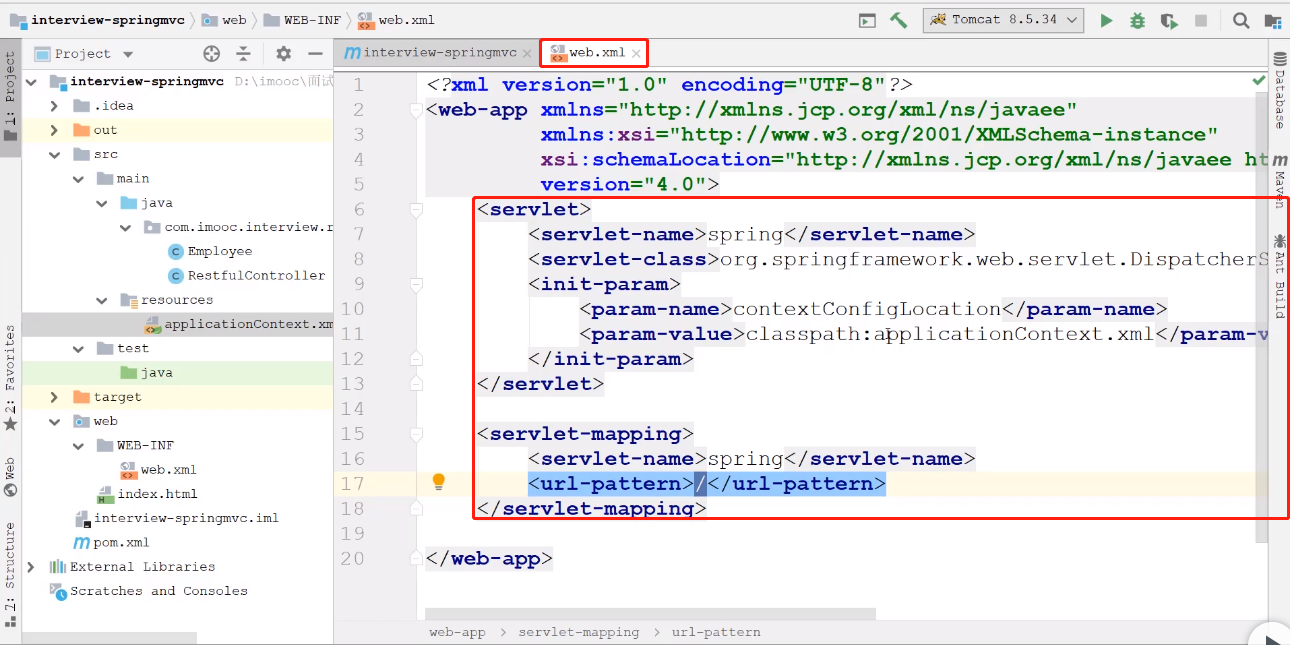 interview-springmvc web WEB-INF web.xml Tomcat 8.5.34
Project
interview-springmvc
web.xml
interview-springmvc D:\imooc\面试
.idea
out
src
main
java
com.imooc.interview.r
Employee
RestfulController
resources
applicationContext.xm
test
java
target
web
WEB-INF
web.xml
index.html
interview-springmvc.iml
pom.xml
External Libraries
Scratches and Consoles
1: Project
2: Favorites
Web
7: Structure
1 <?xml version="1.0" encoding="UTF-8"?>
2 <web-app xmlns="http://xmlns.jcp.org/xml/ns/javaee"
3 xmlns:xsi="http://www.w3.org/2001/XMLSchema-instance"
4 xsi:schemaLocation="http://xmlns.jcp.org/xml/ns/javaee ht
5 version="4.0">
6 <servlet>
7 <servlet-name>spring</servlet-name>
8 <servlet-class>org.springframework.web.servlet.DispatcherS
9 <init-param>
10 <param-name>contextConfigLocation</param-name>
11 <param-value>classpath:applicationContext.xml</param-v
12 </init-param>
13 </servlet>
14
15 <servlet-mapping>
16 <servlet-name>spring</servlet-name>
17 <url-pattern>/</url-pattern>
18 </servlet-mapping>
19
20 </web-app>
web-app > servlet-mapping > url-pattern
Database
m Maven
Ant Build